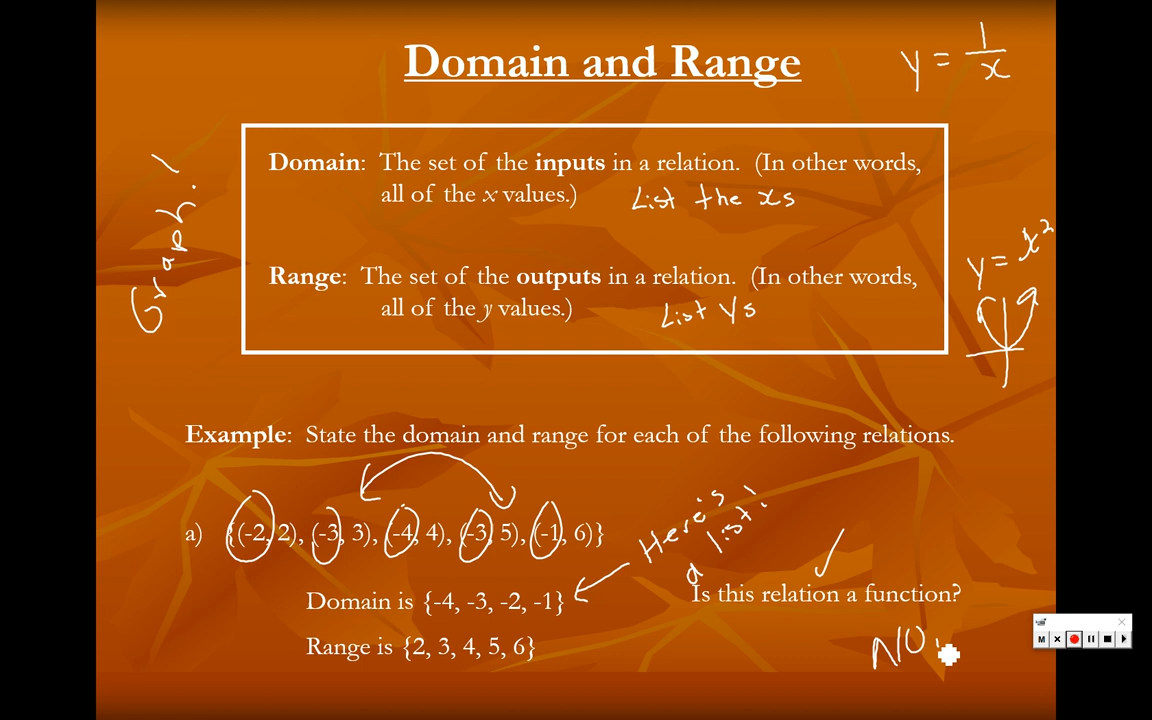 Domain and Range
y = 1/x
Domain: The set of the inputs in a relation. (In other words,
all of the x values.) List the xs
Graph. !
Range: The set of the outputs in a relation. (In other words,
all of the y values.) List Ys
y = x²
Example: State the domain and range for each of the following relations.
a) {(-2, 2), (-3, 3), (-4, 4), (-3, 5), (-1, 6)}
Here's
a list!
Domain is {-4, -3, -2, -1}
Is this relation a function?
Range is {2, 3, 4, 5, 6}
NO
M